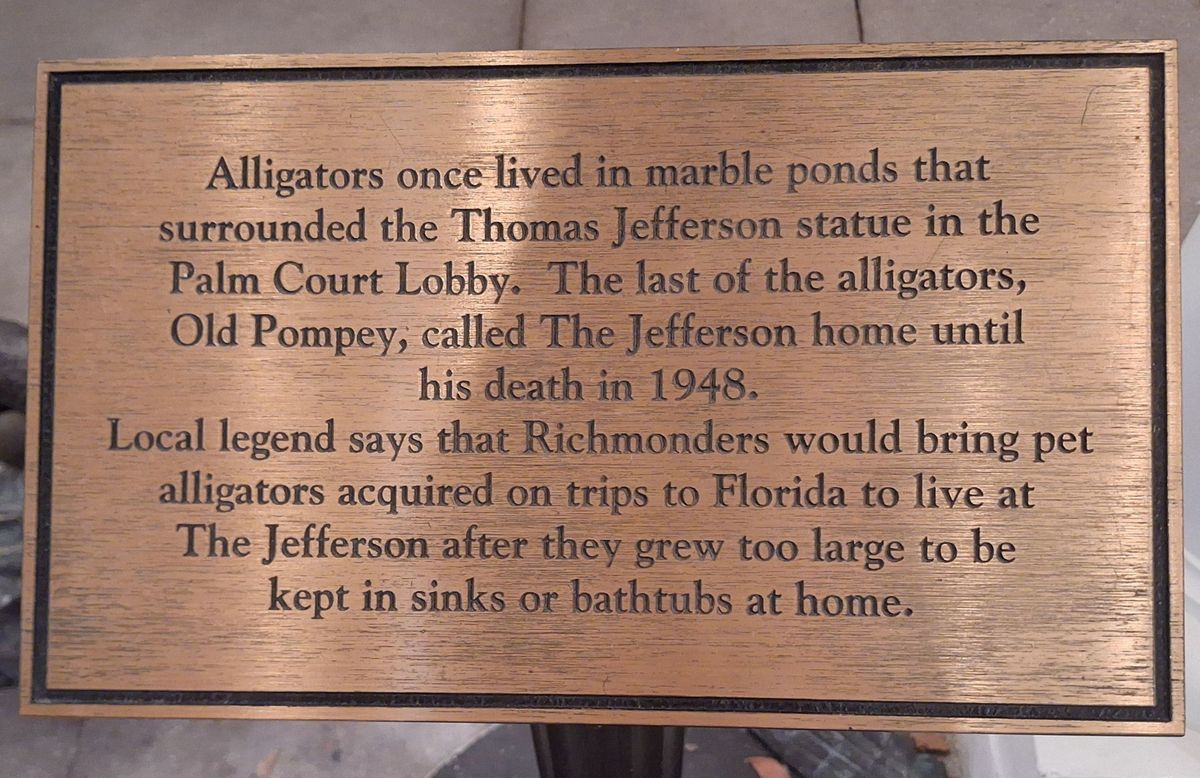 Alligators once lived in marble ponds that
surrounded the Thomas Jefferson statue in the
Palm Court Lobby. The last of the alligators,
Old Pompey, called The Jefferson home until
his death in 1948.
Local legend says that Richmonders would bring pet
alligators acquired on trips to Florida to live at
The Jefferson after they grew too large to be
kept in sinks or bathtubs at home.